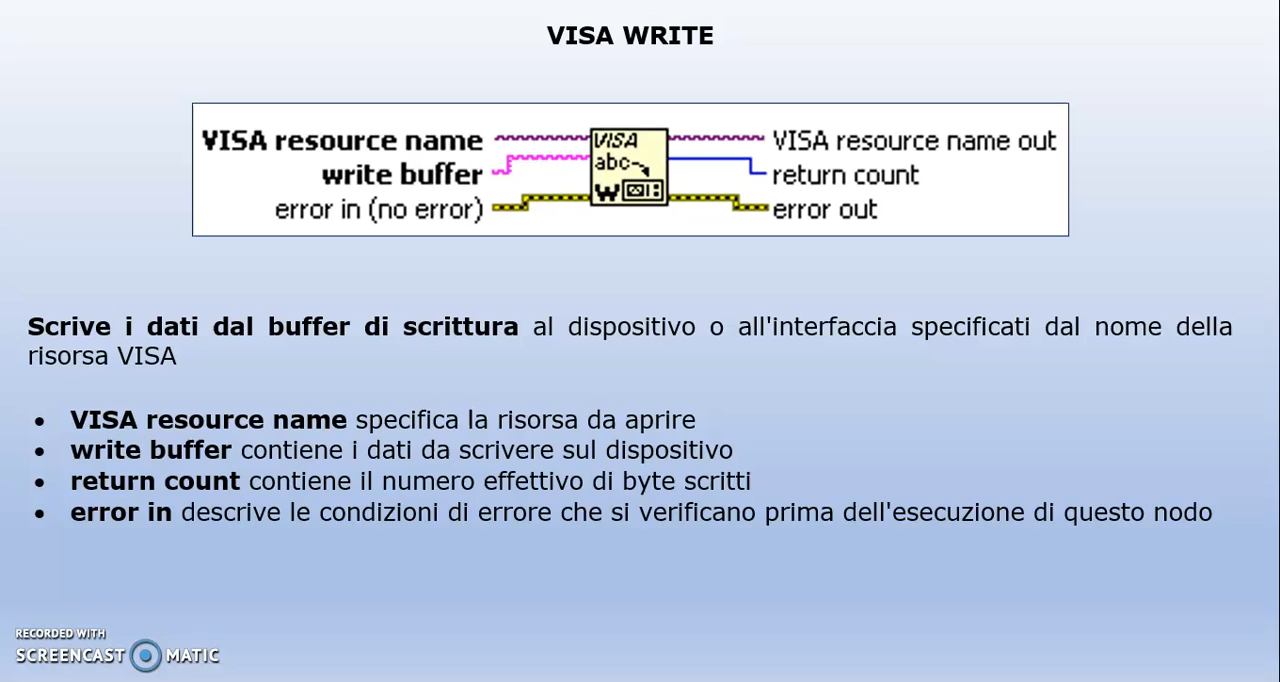 VISA WRITE
VISA resource name
VISA
VISA resource name out
write buffer
abc
return count
error in (no error)
W
error out
Scrive i dati dal buffer di scrittura al dispositivo o all'interfaccia specificati dal nome della
risorsa VISA
• VISA resource name specifica la risorsa da aprire
• write buffer contiene i dati da scrivere sul dispositivo
• return count contiene il numero effettivo di byte scritti
• error in descrive le condizioni di errore che si verificano prima dell'esecuzione di questo nodo
RECORDED WITH
SCREENCAST MATIC